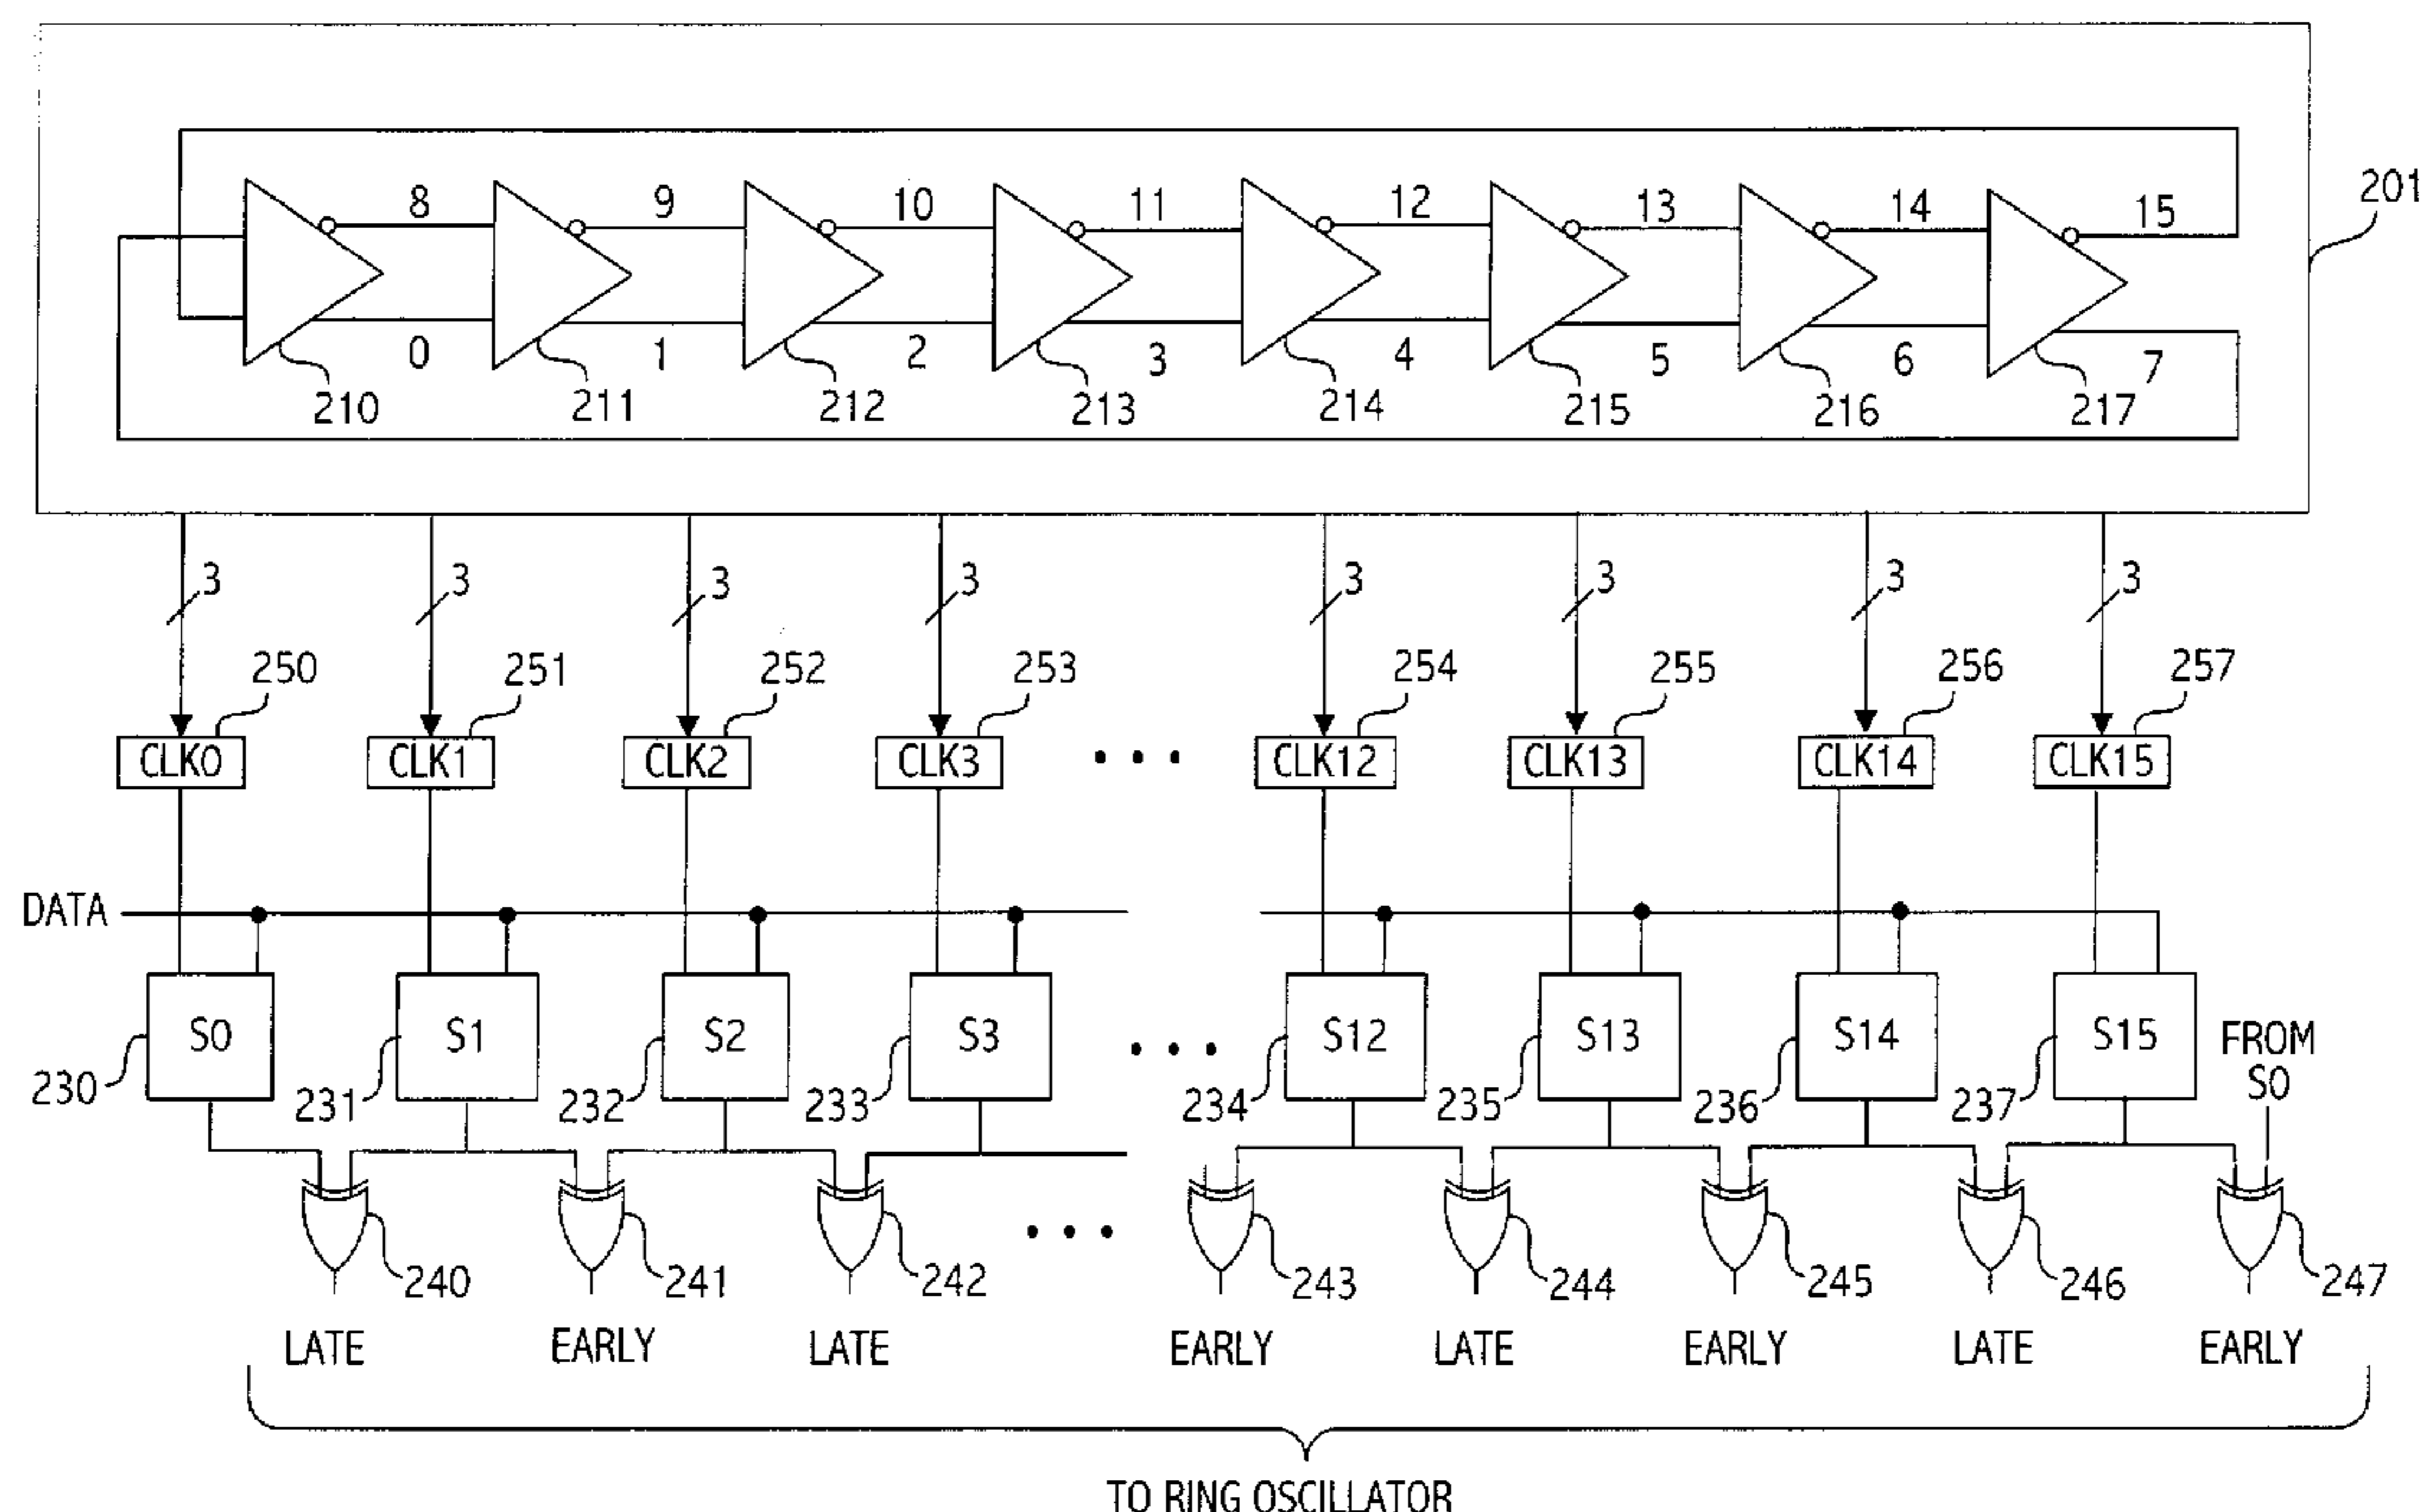 8 9 10 11 12 13 14 15
201
0 1 2 3 4 5 6 7
210 211 212 213 214 215 216 217
3 3 3 3 3 3 3 3
250 251 252 253 254 255 256 257
CLK0 CLK1 CLK2 CLK3 ... CLK12 CLK13 CLK14 CLK15
DATA
S0 S1 S2 S3 ... S12 S13 S14 S15
FROM
S0
230 231 232 233 234 235 236 237
...
240 241 242 243 244 245 246 247
LATE EARLY LATE EARLY LATE EARLY LATE EARLY
TO RING OSCILLATOR